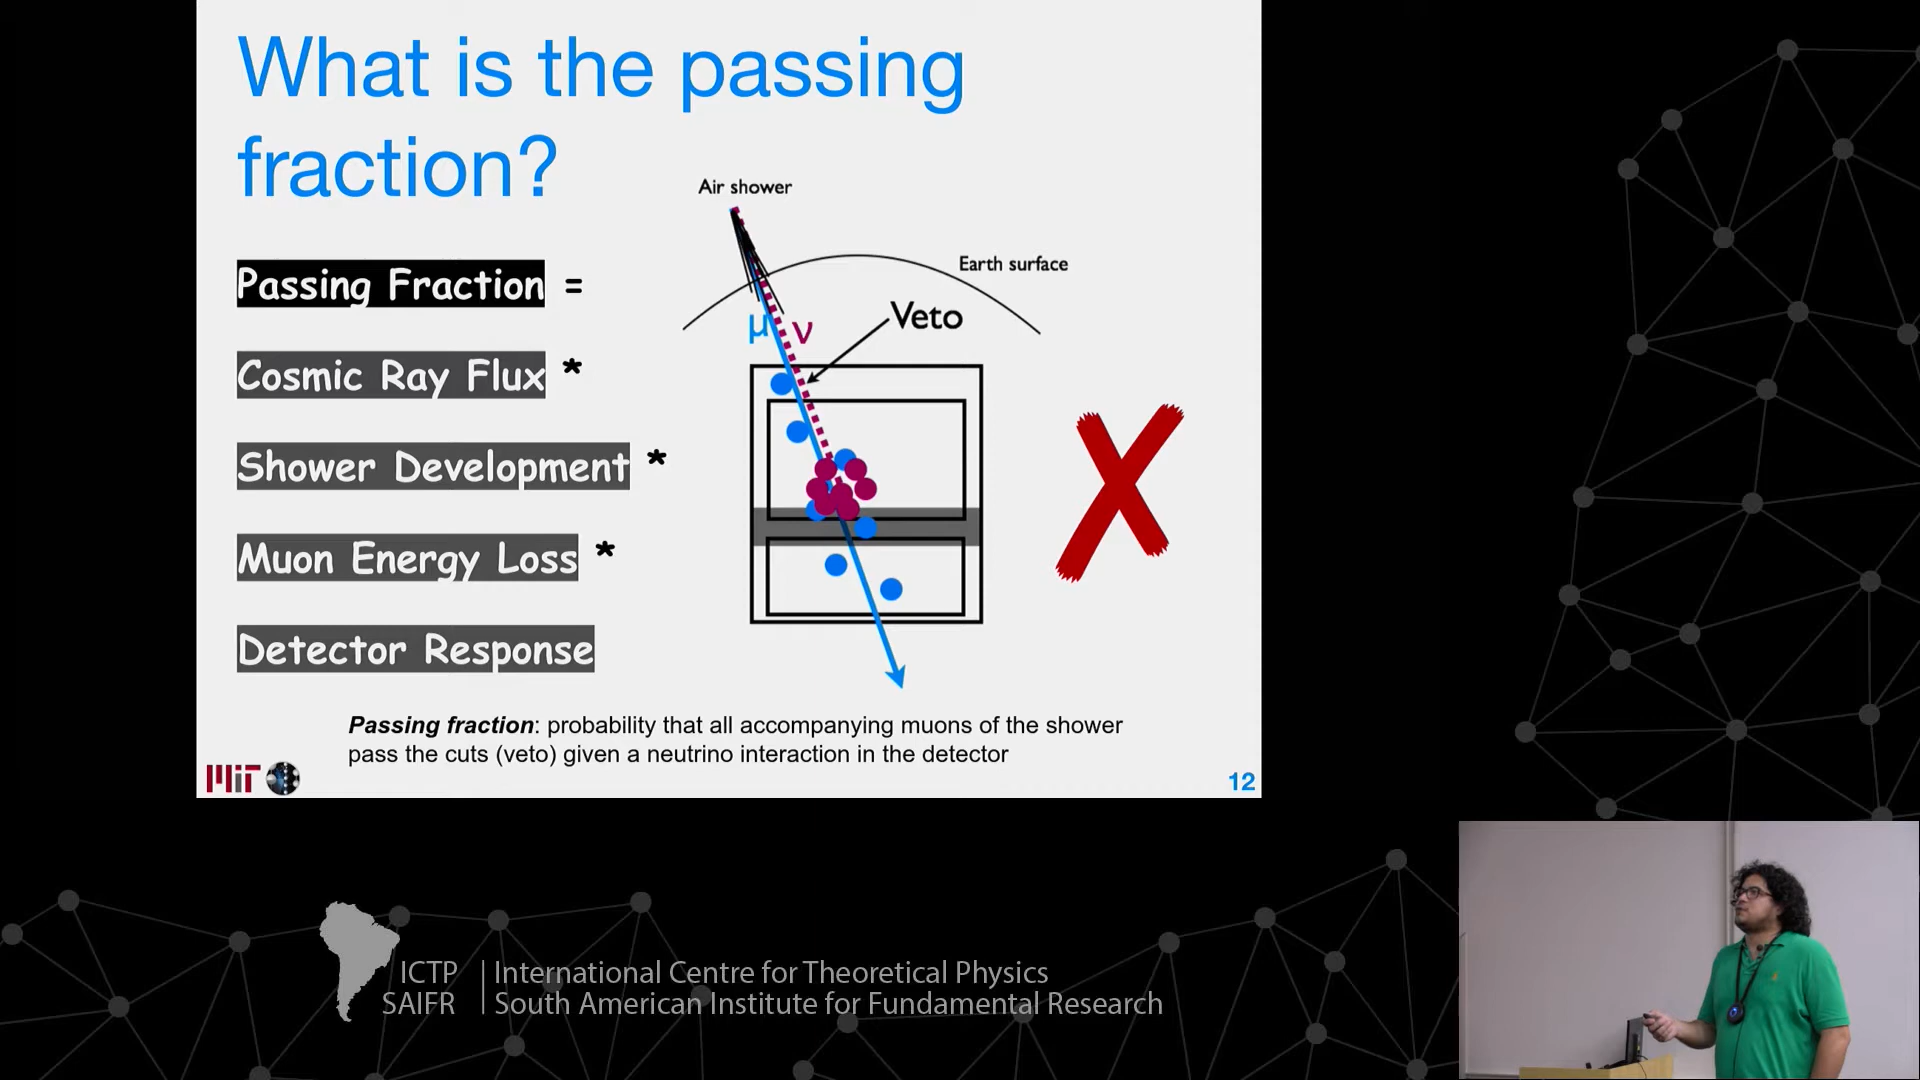 What is the passing
fraction?
Air shower
Earth surface
Passing Fraction =
μ ν
Veto
Cosmic Ray Flux *
Shower Development *
Muon Energy Loss *
Detector Response
Passing fraction: probability that all accompanying muons of the shower
pass the cuts (veto) given a neutrino interaction in the detector
MIT
12
ICTP
SAIFR
International Centre for Theoretical Physics
South American Institute for Fundamental Research